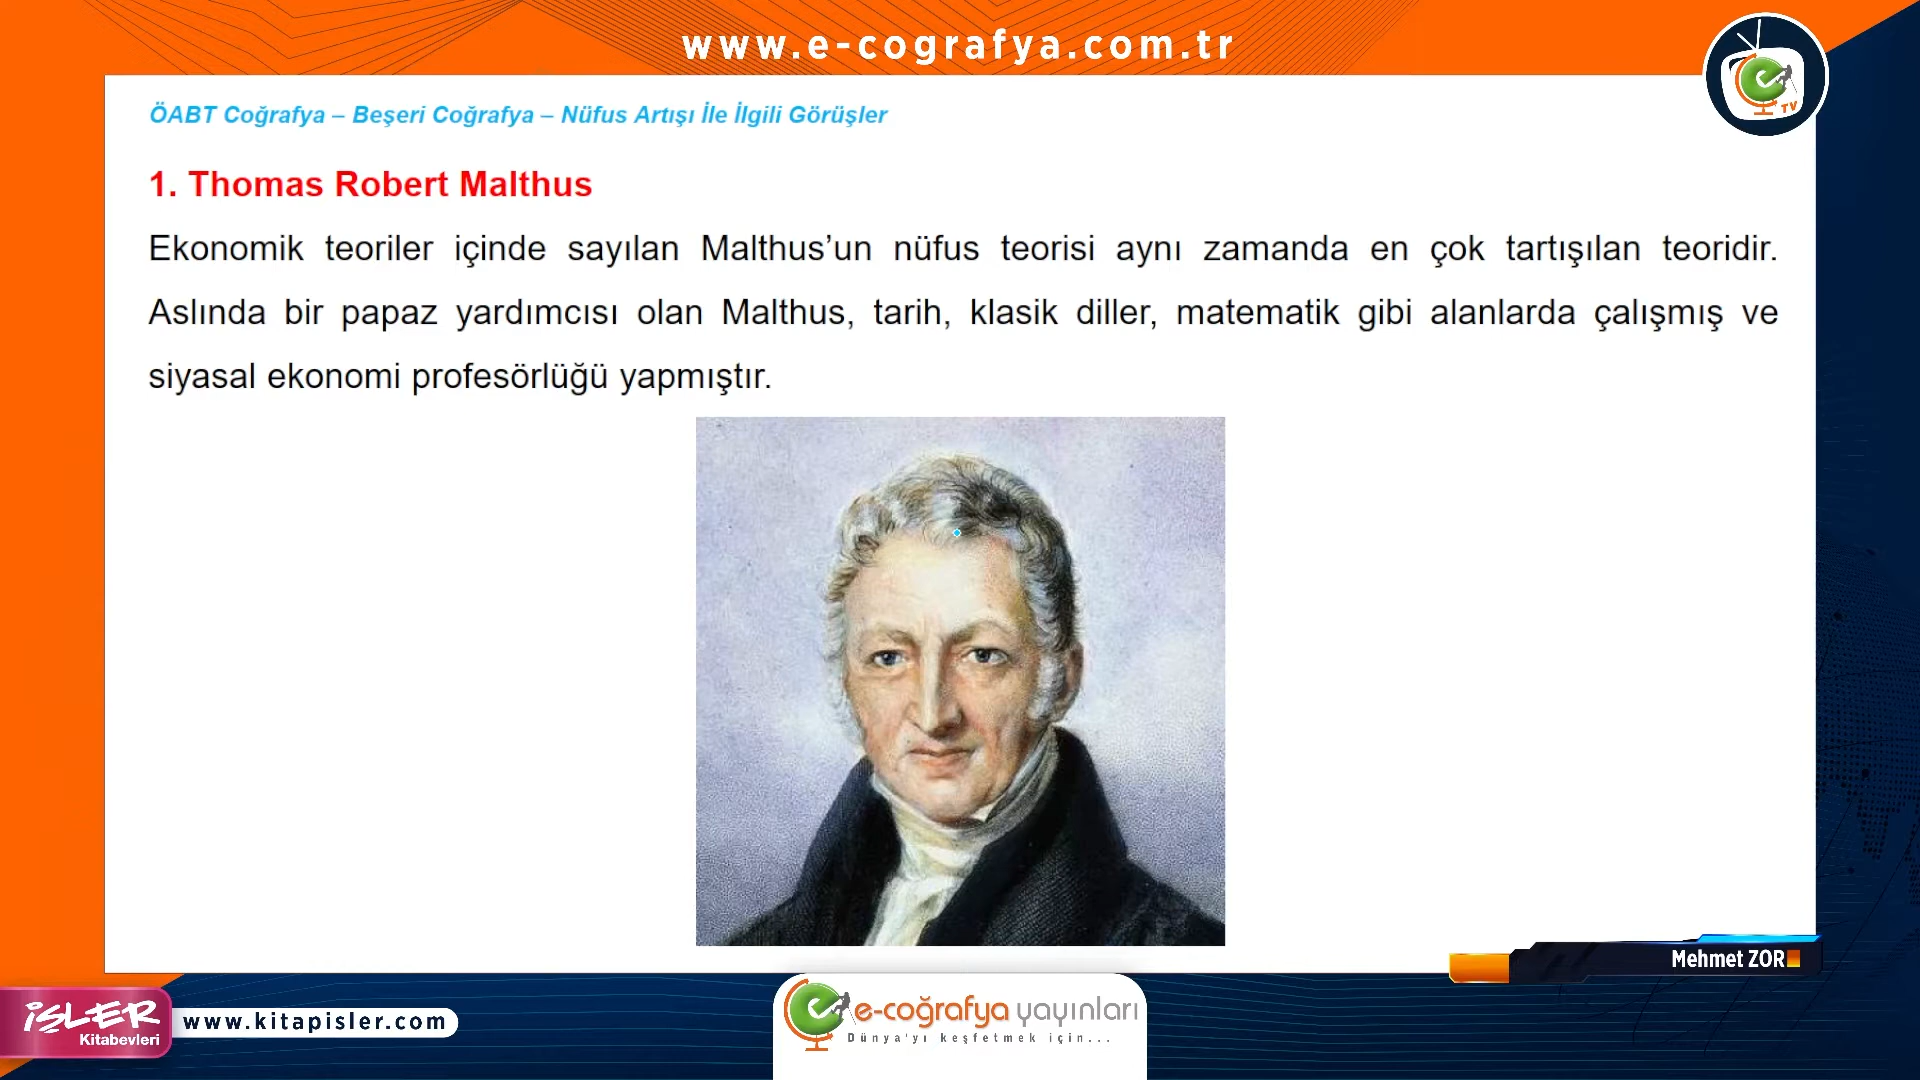 www.e-cografya.com.tr
TV
ÖABT Coğrafya – Beşeri Coğrafya – Nüfus Artışı İle İlgili Görüşler
1. Thomas Robert Malthus
Ekonomik teoriler içinde sayılan Malthus’un nüfus teorisi aynı zamanda en çok tartışılan teoridir.
Aslında bir papaz yardımcısı olan Malthus, tarih, klasik diller, matematik gibi alanlarda çalışmış ve
siyasal ekonomi profesörlüğü yapmıştır.
Mehmet ZOR
İŞLER
Kitabevleri
www.kitapisler.com
e-coğrafya yayınları
Dünya'yı keşfetmek için...